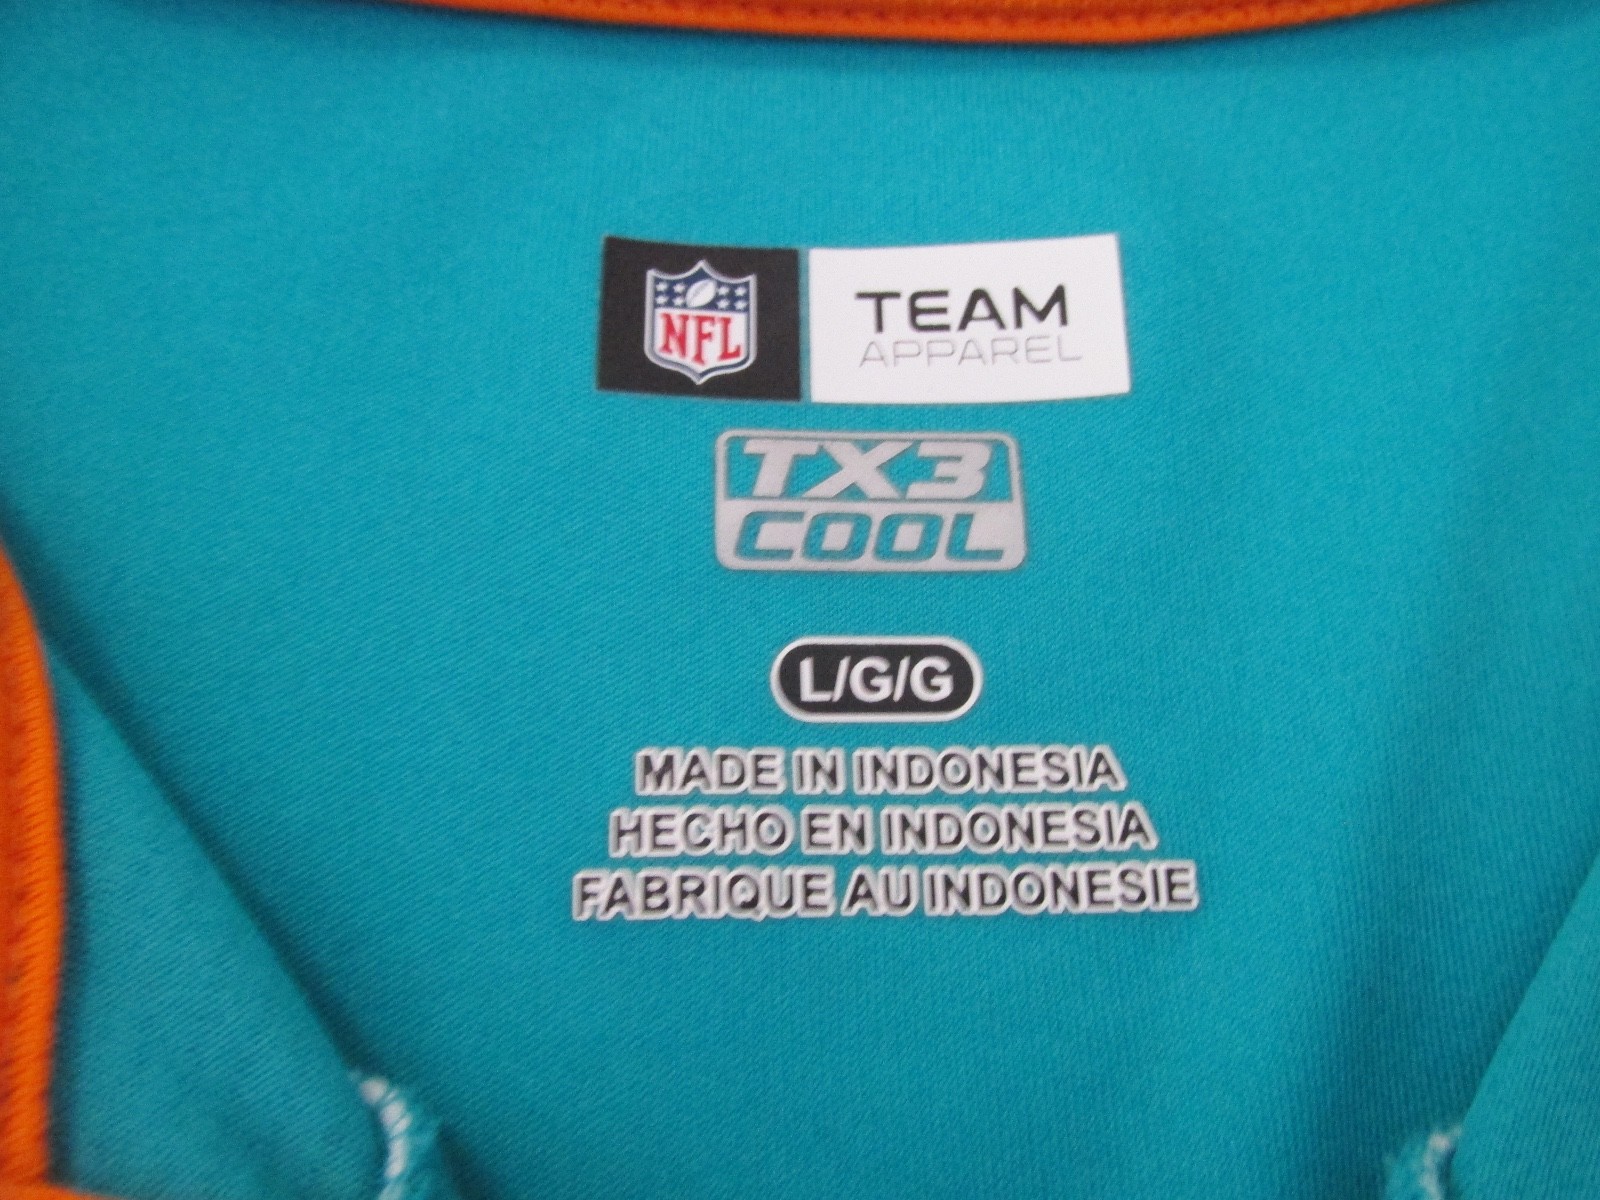 NFL
TEAM
APPAREL
TX3
COOL
L/G/G
MADE IN INDONESIA
HECHO EN INDONESIA
FABRIQUE AU INDONESIE